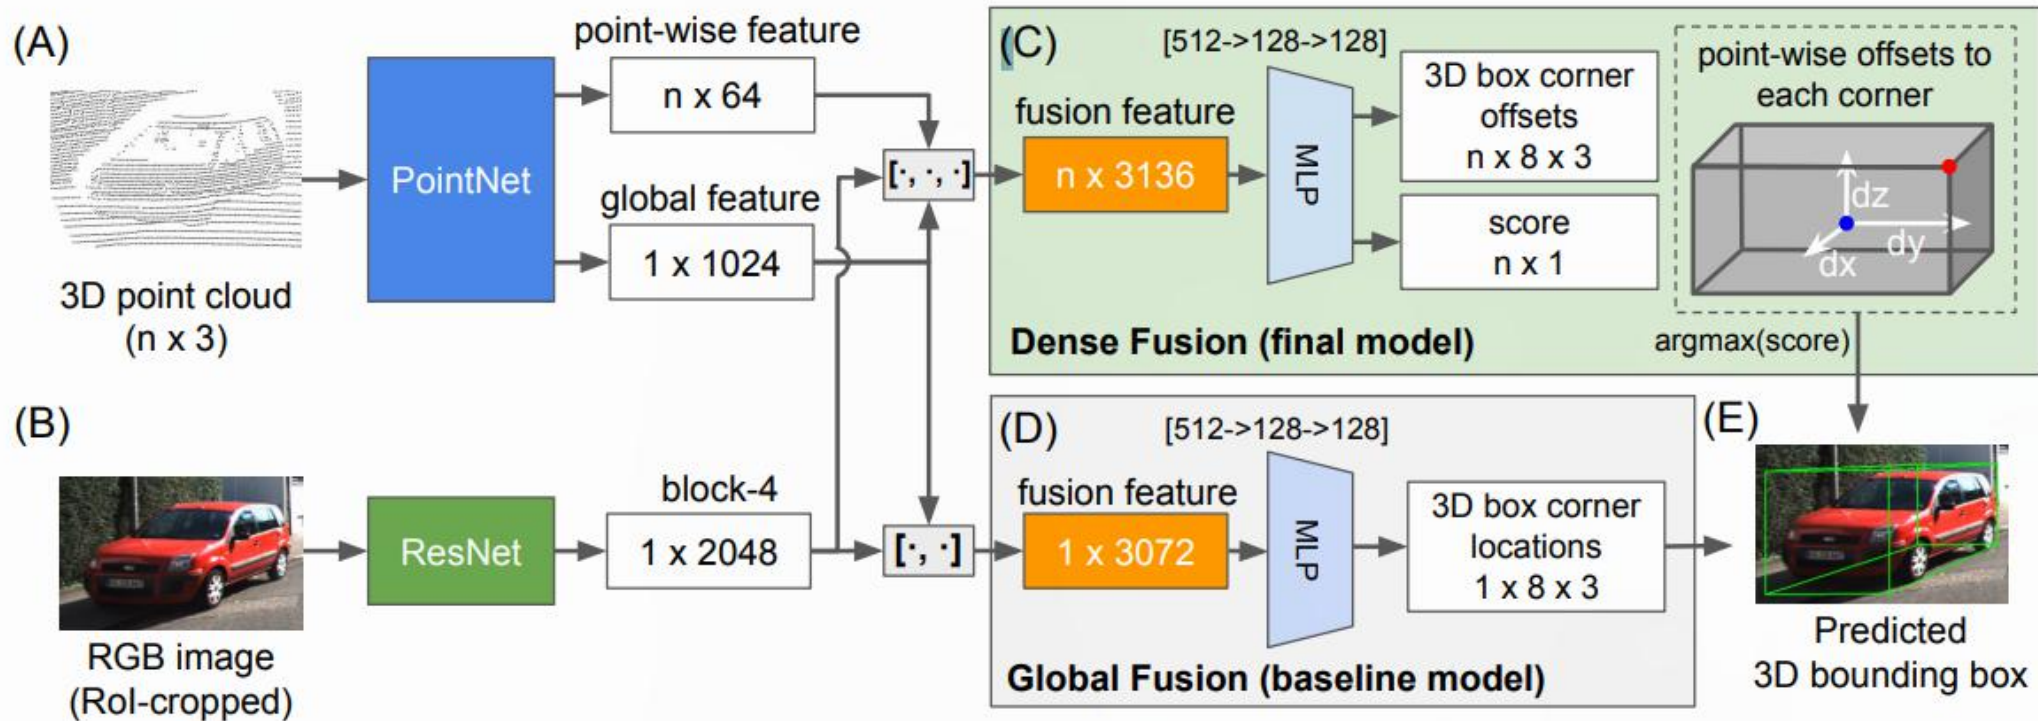 (A)
3D point cloud
(n x 3)
PointNet
point-wise feature
n x 64
global feature
1 x 1024
[·, ·, ·]
(B)
RGB image
(RoI-cropped)
ResNet
block-4
1 x 2048
[·, ·]
(C)
[512->128->128]
fusion feature
n x 3136
MLP
3D box corner
offsets
n x 8 x 3
score
n x 1
point-wise offsets to
each corner
dz
dy
dx
Dense Fusion (final model)
argmax(score)
(D)
[512->128->128]
fusion feature
1 x 3072
MLP
3D box corner
locations
1 x 8 x 3
Global Fusion (baseline model)
(E)
Predicted
3D bounding box